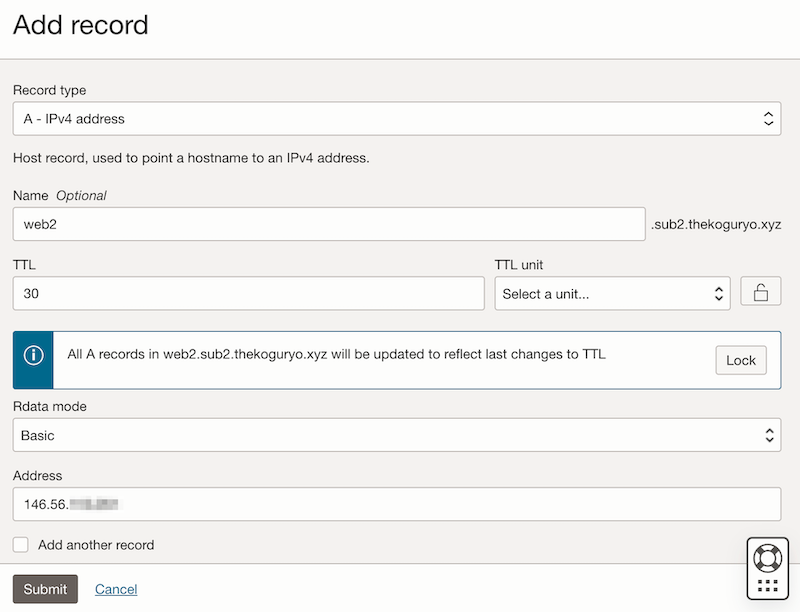 Add record
Record type
A - IPv4 address
Host record, used to point a hostname to an IPv4 address.
Name Optional
web2 .sub2.thekoguryo.xyz
TTL TTL unit
30 Select a unit...
All A records in web2.sub2.thekoguryo.xyz will be updated to reflect last changes to TTL Lock
Rdata mode
Basic
Address
146.56.
Add another record
Submit Cancel